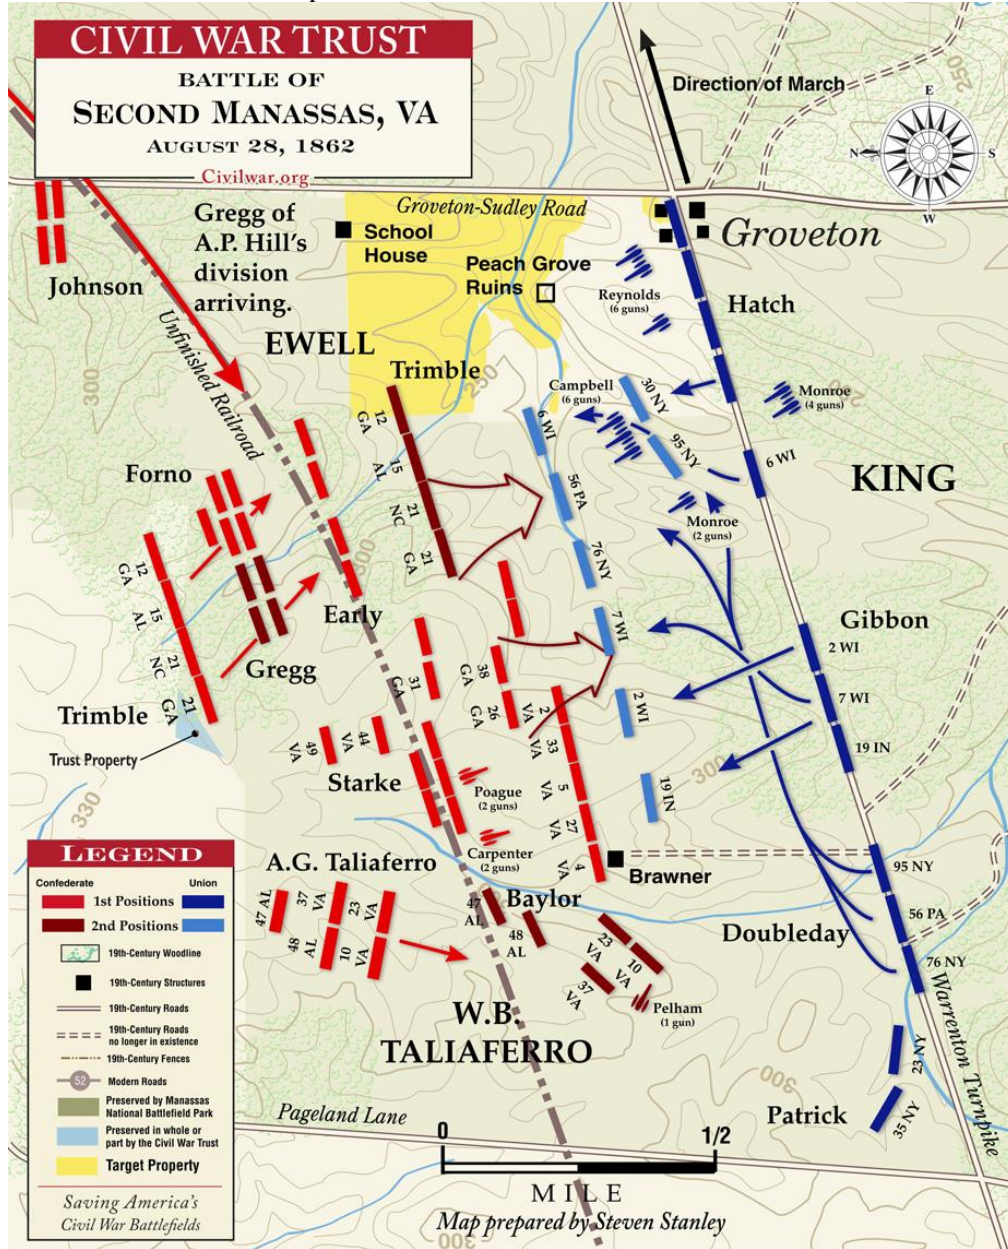 CIVIL WAR TRUST
BATTLE OF
SECOND MANASSAS, VA
AUGUST 28, 1862
Civilwar.org
Direction of March
E
N
S
W
250
Groveton-Sudley Road
School
House
Gregg of
A.P. Hill's
division
arriving.
Johnson
Unfinished Railroad
300
EWELL
Peach Grove
Ruins
Groveton
Reynolds
(6 guns)
Hatch
Trimble
250
12
GA
15
AL
21
NC
21
GA
Campbell
(6 guns)
30 NY
95 NY
Monroe
(4 guns)
6 WI
6 WI
56 PA
76 NY
7 WI
2 WI
19 IN
Monroe
(2 guns)
KING
Forno
12
GA
15
AL
21
NC
21
GA
300
Early
Gregg
Trimble
Trust Property
Gibbon
2 WI
7 WI
19 IN
31
GA
38
GA
26
GA
2
VA
33
VA
5
VA
27
VA
4
VA
49
VA
44
VA
Starke
Poague
(2 guns)
Carpenter
(2 guns)
300
330
Brawner
A.G. Taliaferro
47 AL
37
VA
23
VA
48
AL
10
VA
47
AL
Baylor
48
AL
23
VA
10
VA
37
VA
Pelham
(1 gun)
W.B.
TALIAFERRO
95 NY
56 PA
Doubleday
76 NY
Warrenton Turnpike
23 NY
Patrick
35 NY
300
Pageland Lane
0
1/2
MILE
Map prepared by Steven Stanley
300
LEGEND
Confederate
Union
1st Positions
2nd Positions
19th-Century Woodline
19th-Century Structures
19th-Century Roads
19th-Century Roads
no longer in existence
19th-Century Fences
52
Modern Roads
Preserved by Manassas
National Battlefield Park
Preserved in whole or
part by the Civil War Trust
Target Property
Saving America's
Civil War Battlefields